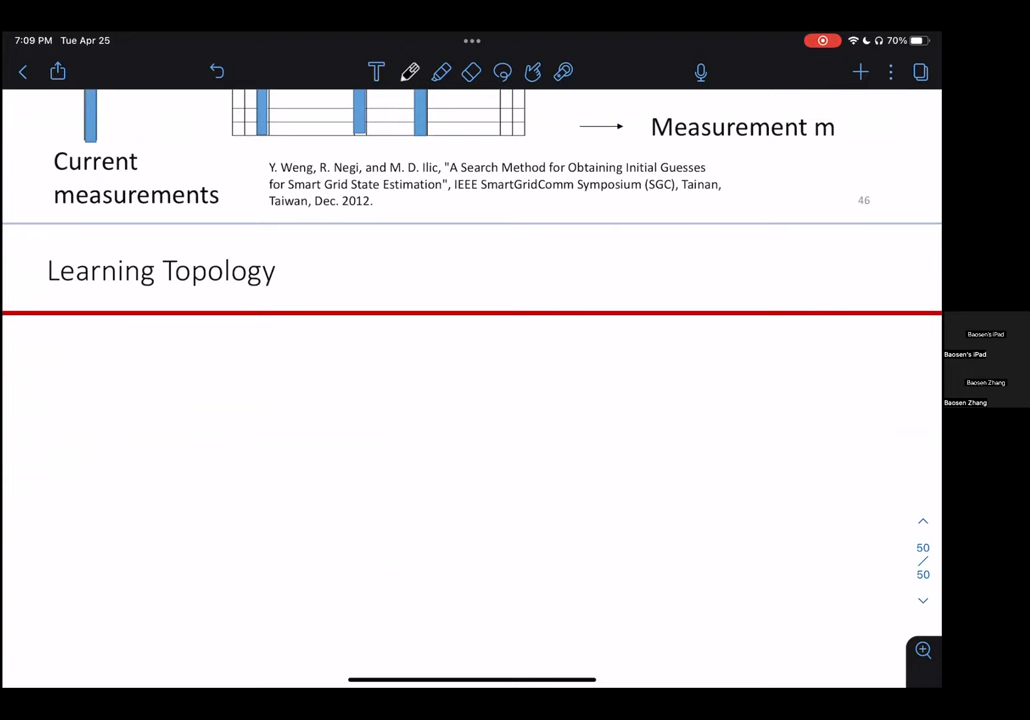 7:09 PM Tue Apr 25
70%
Measurement m
Current
measurements
Y. Weng, R. Negi, and M. D. Ilic, "A Search Method for Obtaining Initial Guesses
for Smart Grid State Estimation", IEEE SmartGridComm Symposium (SGC), Tainan,
Taiwan, Dec. 2012.
46
Learning Topology
Baosen's iPad
Baosen's iPad
Baosen Zhang
Baosen Zhang
50
/
50